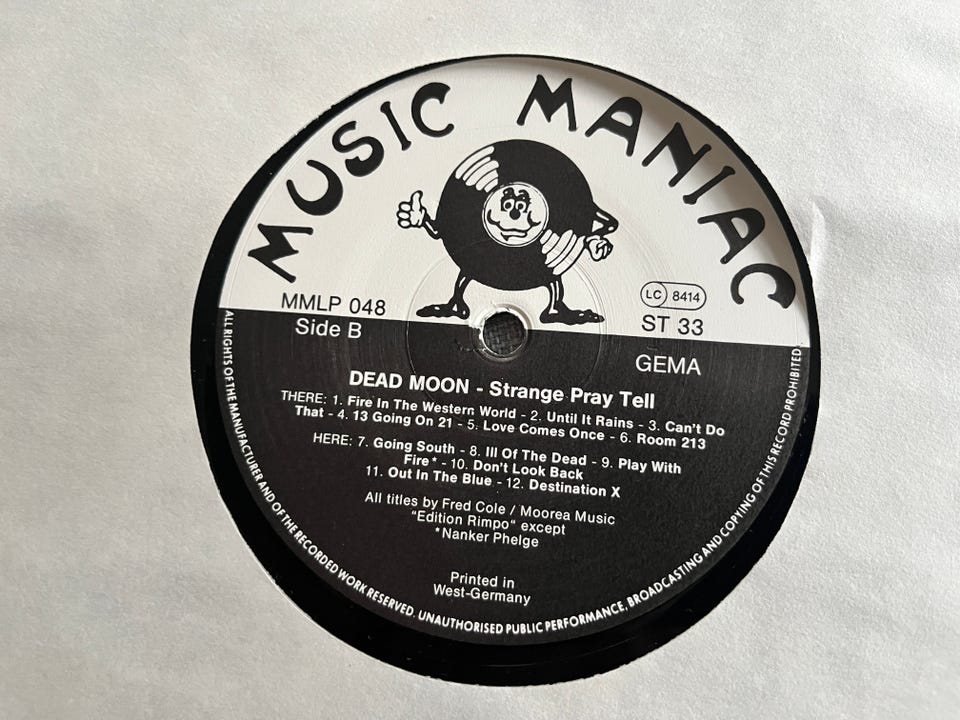 MUSIC MANIAC
MMLP 048
Side B
LC 8414
ST 33
GEMA
DEAD MOON - Strange Pray Tell
THERE: 1. Fire In The Western World - 2. Until It Rains - 3. Can't Do
That - 4. 13 Going On 21 - 5. Love Comes Once - 6. Room 213
HERE: 7. Going South - 8. Ill Of The Dead - 9. Play With
Fire* - 10. Don't Look Back
11. Out In The Blue - 12. Destination X
All titles by Fred Cole / Moorea Music
"Edition Rimpo" except
*Nanker Phelge
Printed in
West-Germany
ALL RIGHTS OF THE MANUFACTURER AND OF THE RECORDED WORK RESERVED. UNAUTHORISED PUBLIC PERFORMANCE, BROADCASTING AND COPYING OF THIS RECORD PROHIBITED